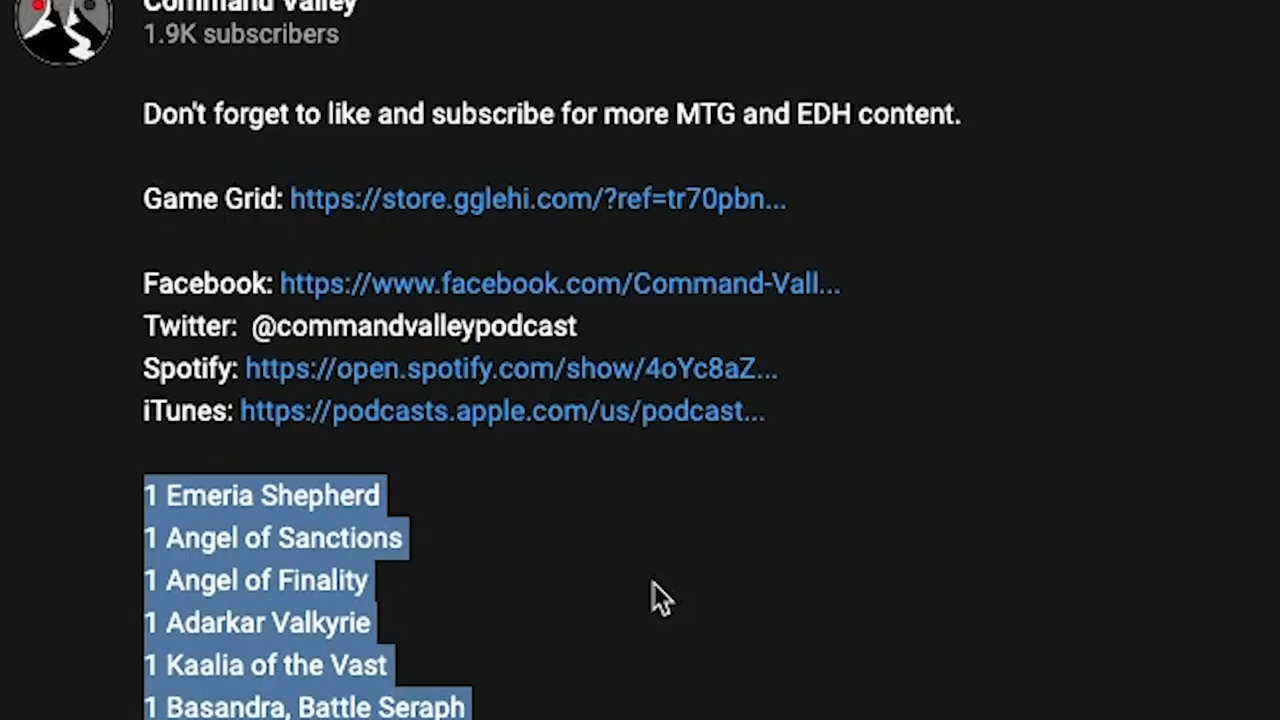 Command Valley
1.9K subscribers
Don't forget to like and subscribe for more MTG and EDH content.
Game Grid: https://store.gglehi.com/?ref=tr70pbn...
Facebook: https://www.facebook.com/Command-Vall...
Twitter:  @commandvalleypodcast
Spotify: https://open.spotify.com/show/4oYc8aZ...
iTunes: https://podcasts.apple.com/us/podcast...
1 Emeria Shepherd
1 Angel of Sanctions
1 Angel of Finality
1 Adarkar Valkyrie
1 Kaalia of the Vast
1 Basandra, Battle Seraph